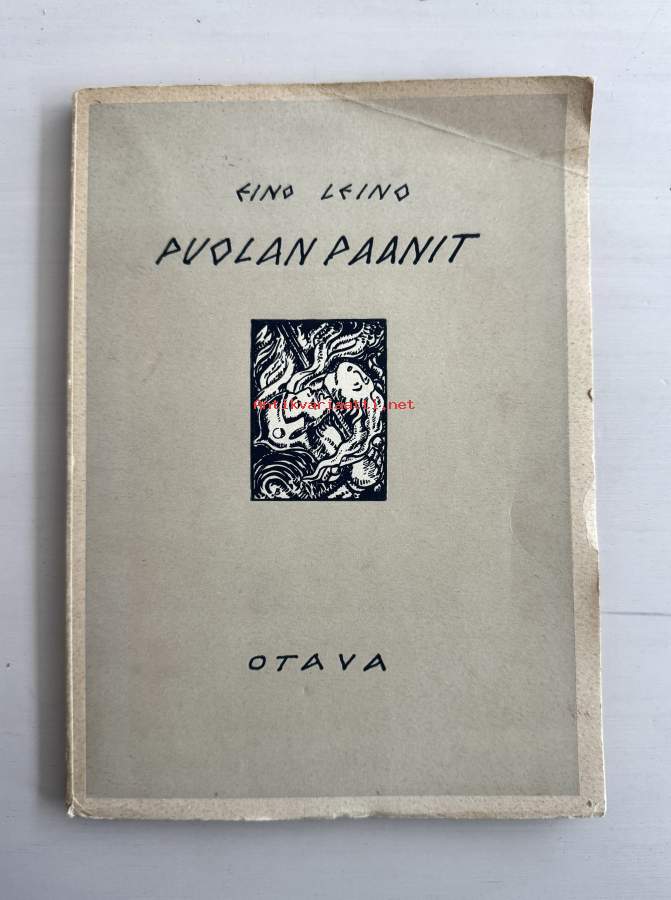 EINO LEINO
PUOLAN PAANIT
Antikvariaatti.net
OTAVA